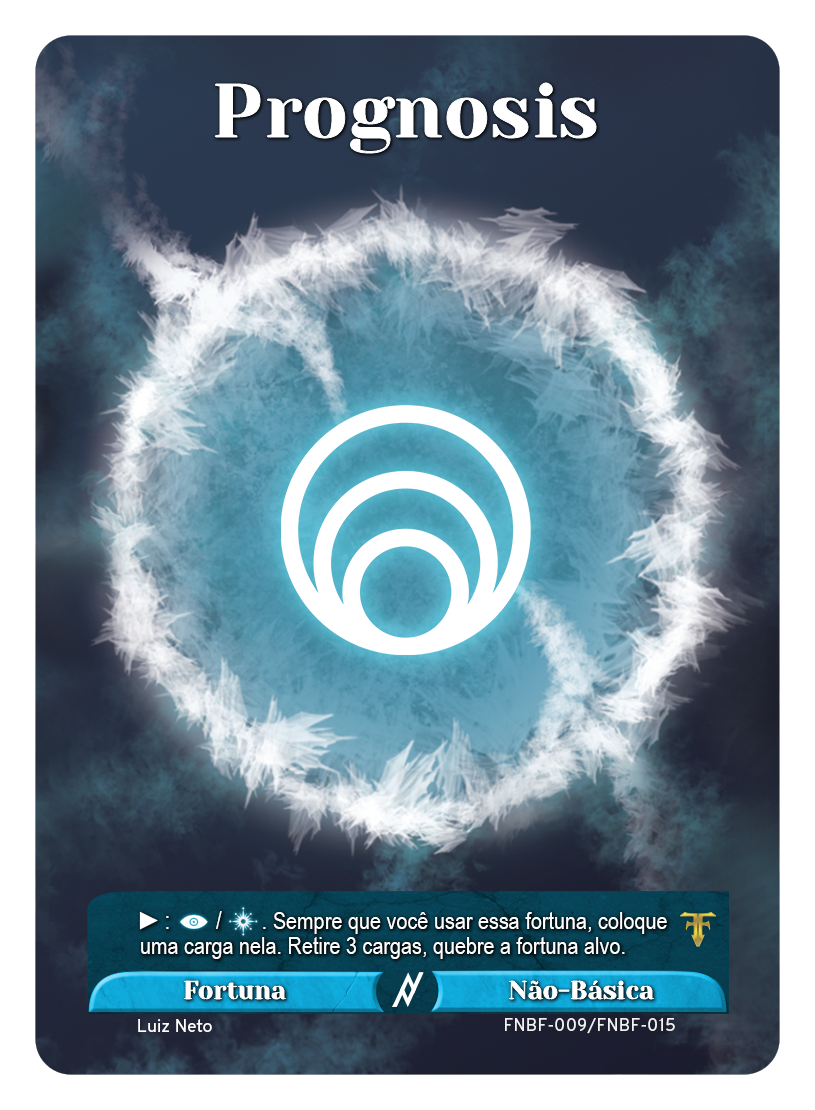 Prognosis
▶ : 👁 / ✴ . Sempre que você usar essa fortuna, coloque
uma carga nela. Retire 3 cargas, quebre a fortuna alvo.
Fortuna Não-Básica
Luiz Neto FNBF-009/FNBF-015